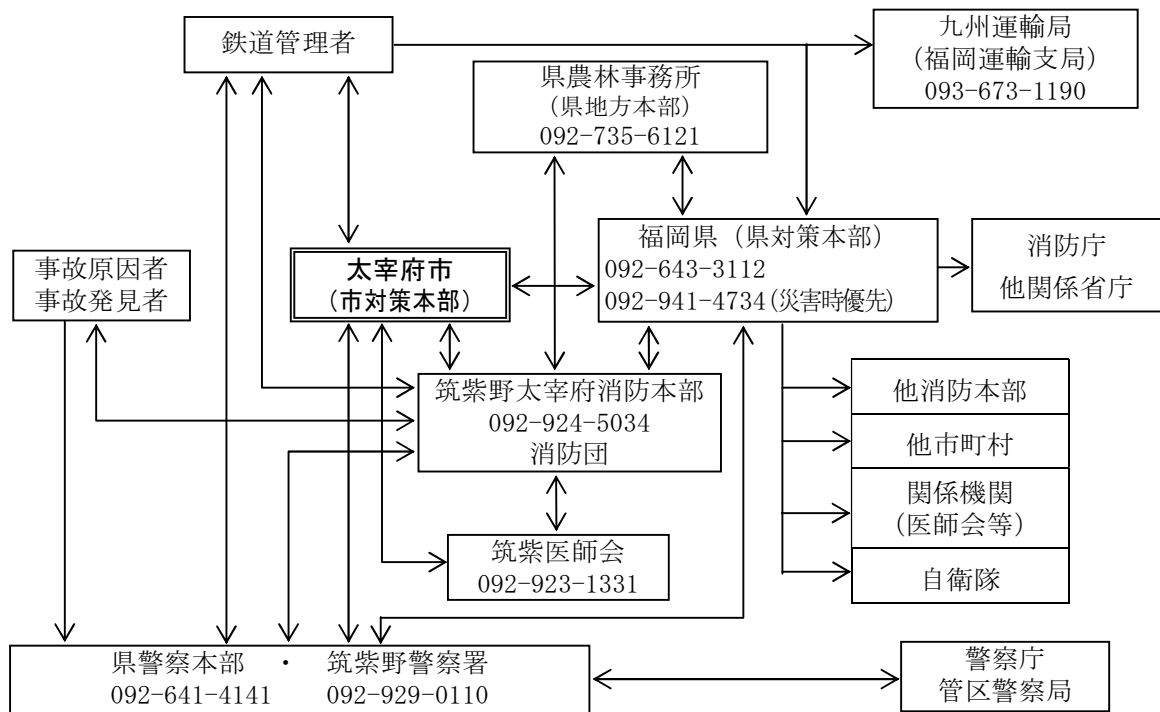 鉄道管理者
九州運輸局
(福岡運輸支局)
093-673-1190
県農林事務所
(県地方本部)
092-735-6121
事故原因者
事故発見者
太宰府市
(市対策本部)
福岡県（県対策本部）
092-643-3112
092-941-4734(災害時優先)
消防庁
他関係省庁
筑紫野太宰府消防本部
092-924-5034
消防団
他消防本部
他市町村
関係機関
(医師会等)
自衛隊
筑紫医師会
092-923-1331
県警察本部　・　筑紫野警察署
092-641-4141　092-929-0110
警察庁
管区警察局